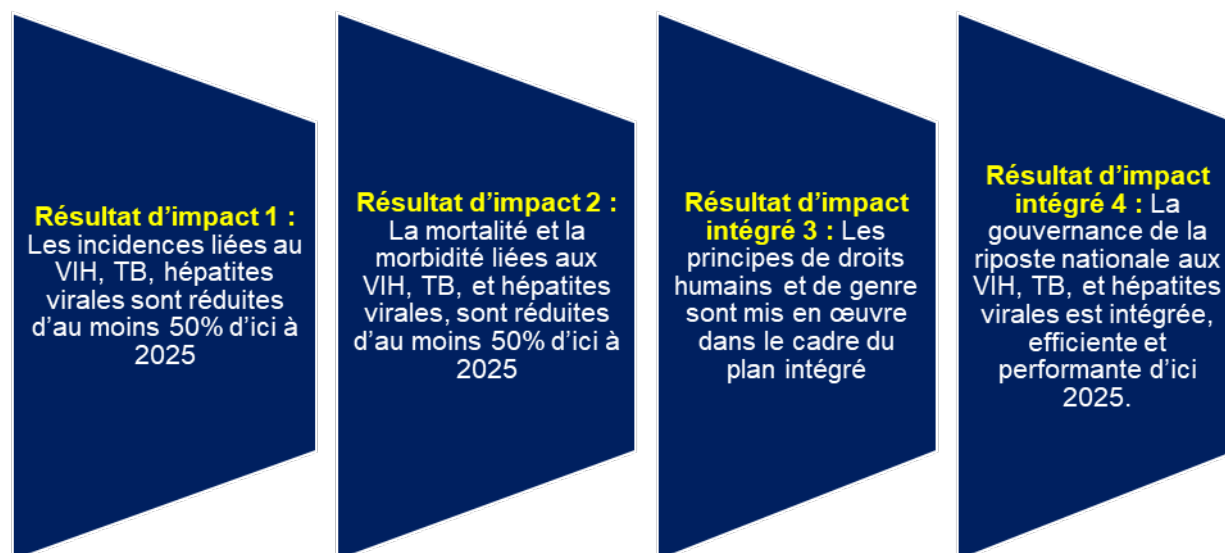 Résultat d’impact 1 :
Les incidences liées au
VIH, TB, hépatites
virales sont réduites
d’au moins 50% d’ici à
2025
Résultat d’impact 2 :
La mortalité et la
morbidité liées aux
VIH, TB, et hépatites
virales, sont réduites
d’au moins 50% d’ici à
2025
Résultat d’impact
intégré 3 : Les
principes de droits
humains et de genre
sont mis en œuvre
dans le cadre du
plan intégré
Résultat d’impact
intégré 4 : La
gouvernance de la
riposte nationale aux
VIH, TB, et hépatites
virales est intégrée,
efficiente et
performante d’ici
2025.